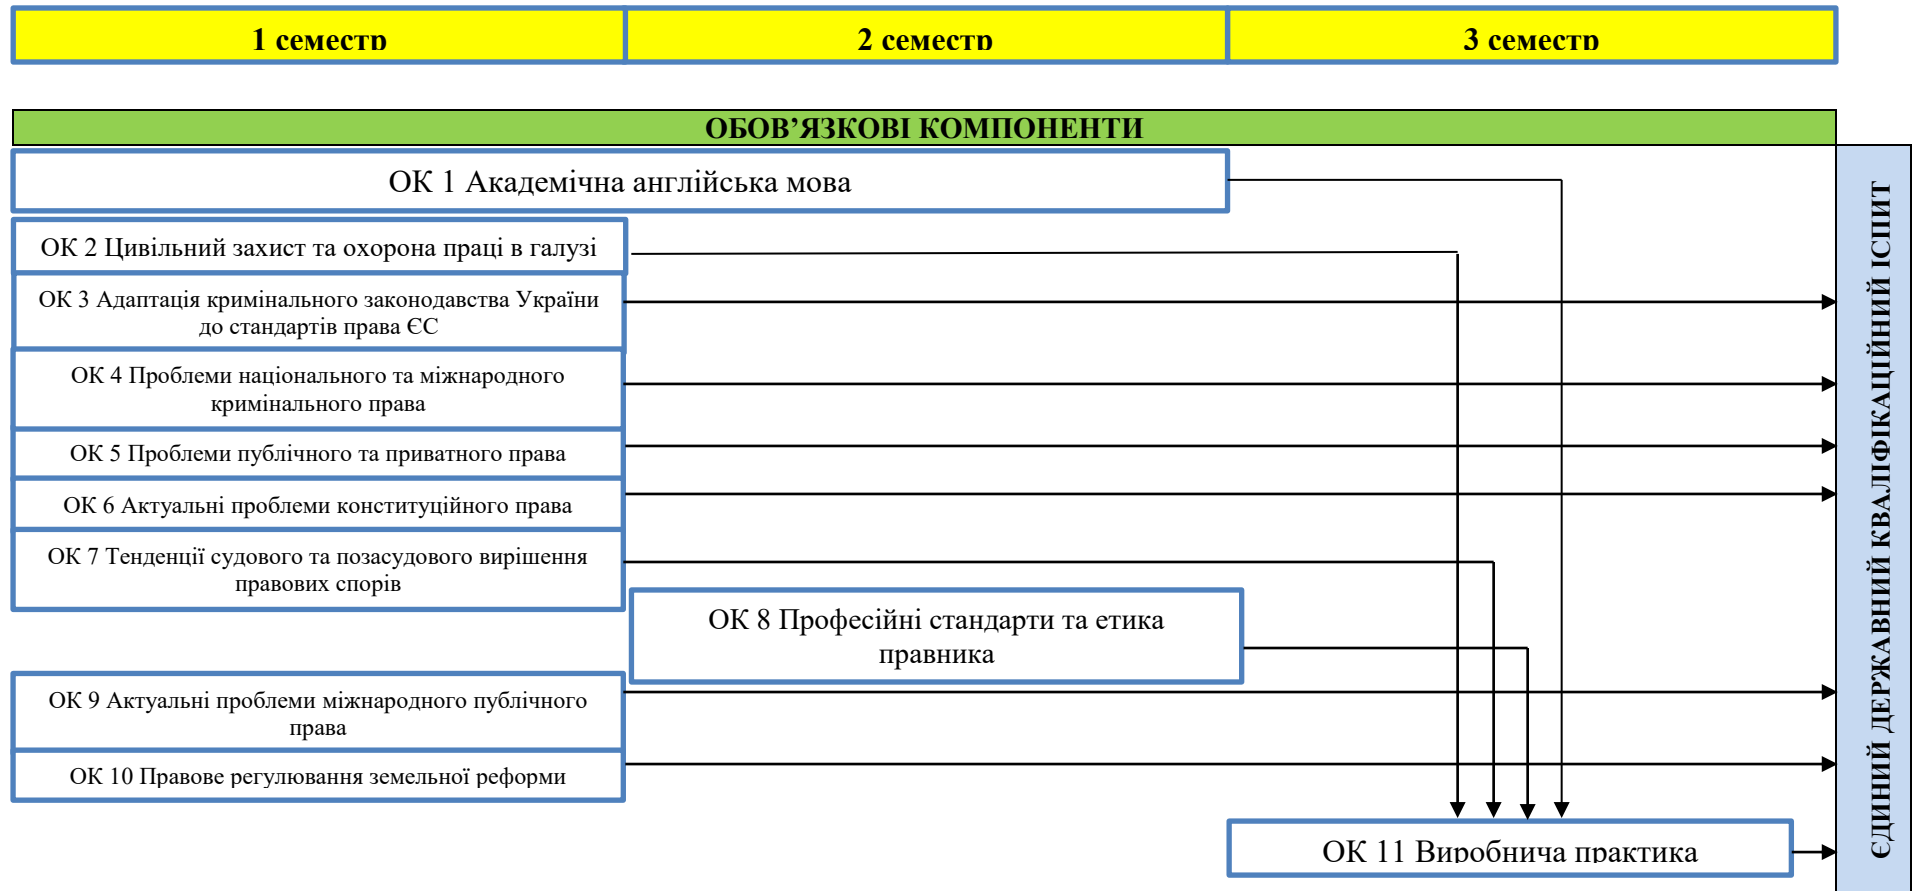 1 семестр
2 семестр
3 семестр
ОБОВ’ЯЗКОВІ КОМПОНЕНТИ
ОК 1 Академічна англійська мова
ОК 2 Цивільний захист та охорона праці в галузі
ОК 3 Адаптація кримінального законодавства України
до стандартів права ЄС
ОК 4 Проблеми національного та міжнародного
кримінального права
ОК 5 Проблеми публічного та приватного права
ОК 6 Актуальні проблеми конституційного права
ОК 7 Тенденції судового та позасудового вирішення
правових спорів
ОК 8 Професійні стандарти та етика
правника
ОК 9 Актуальні проблеми міжнародного публічного
права
ОК 10 Правове регулювання земельної реформи
ОК 11 Виробнича практика
ЄДИНИЙ ДЕРЖАВНИЙ КВАЛІФІКАЦІЙНИЙ ІСПИТ